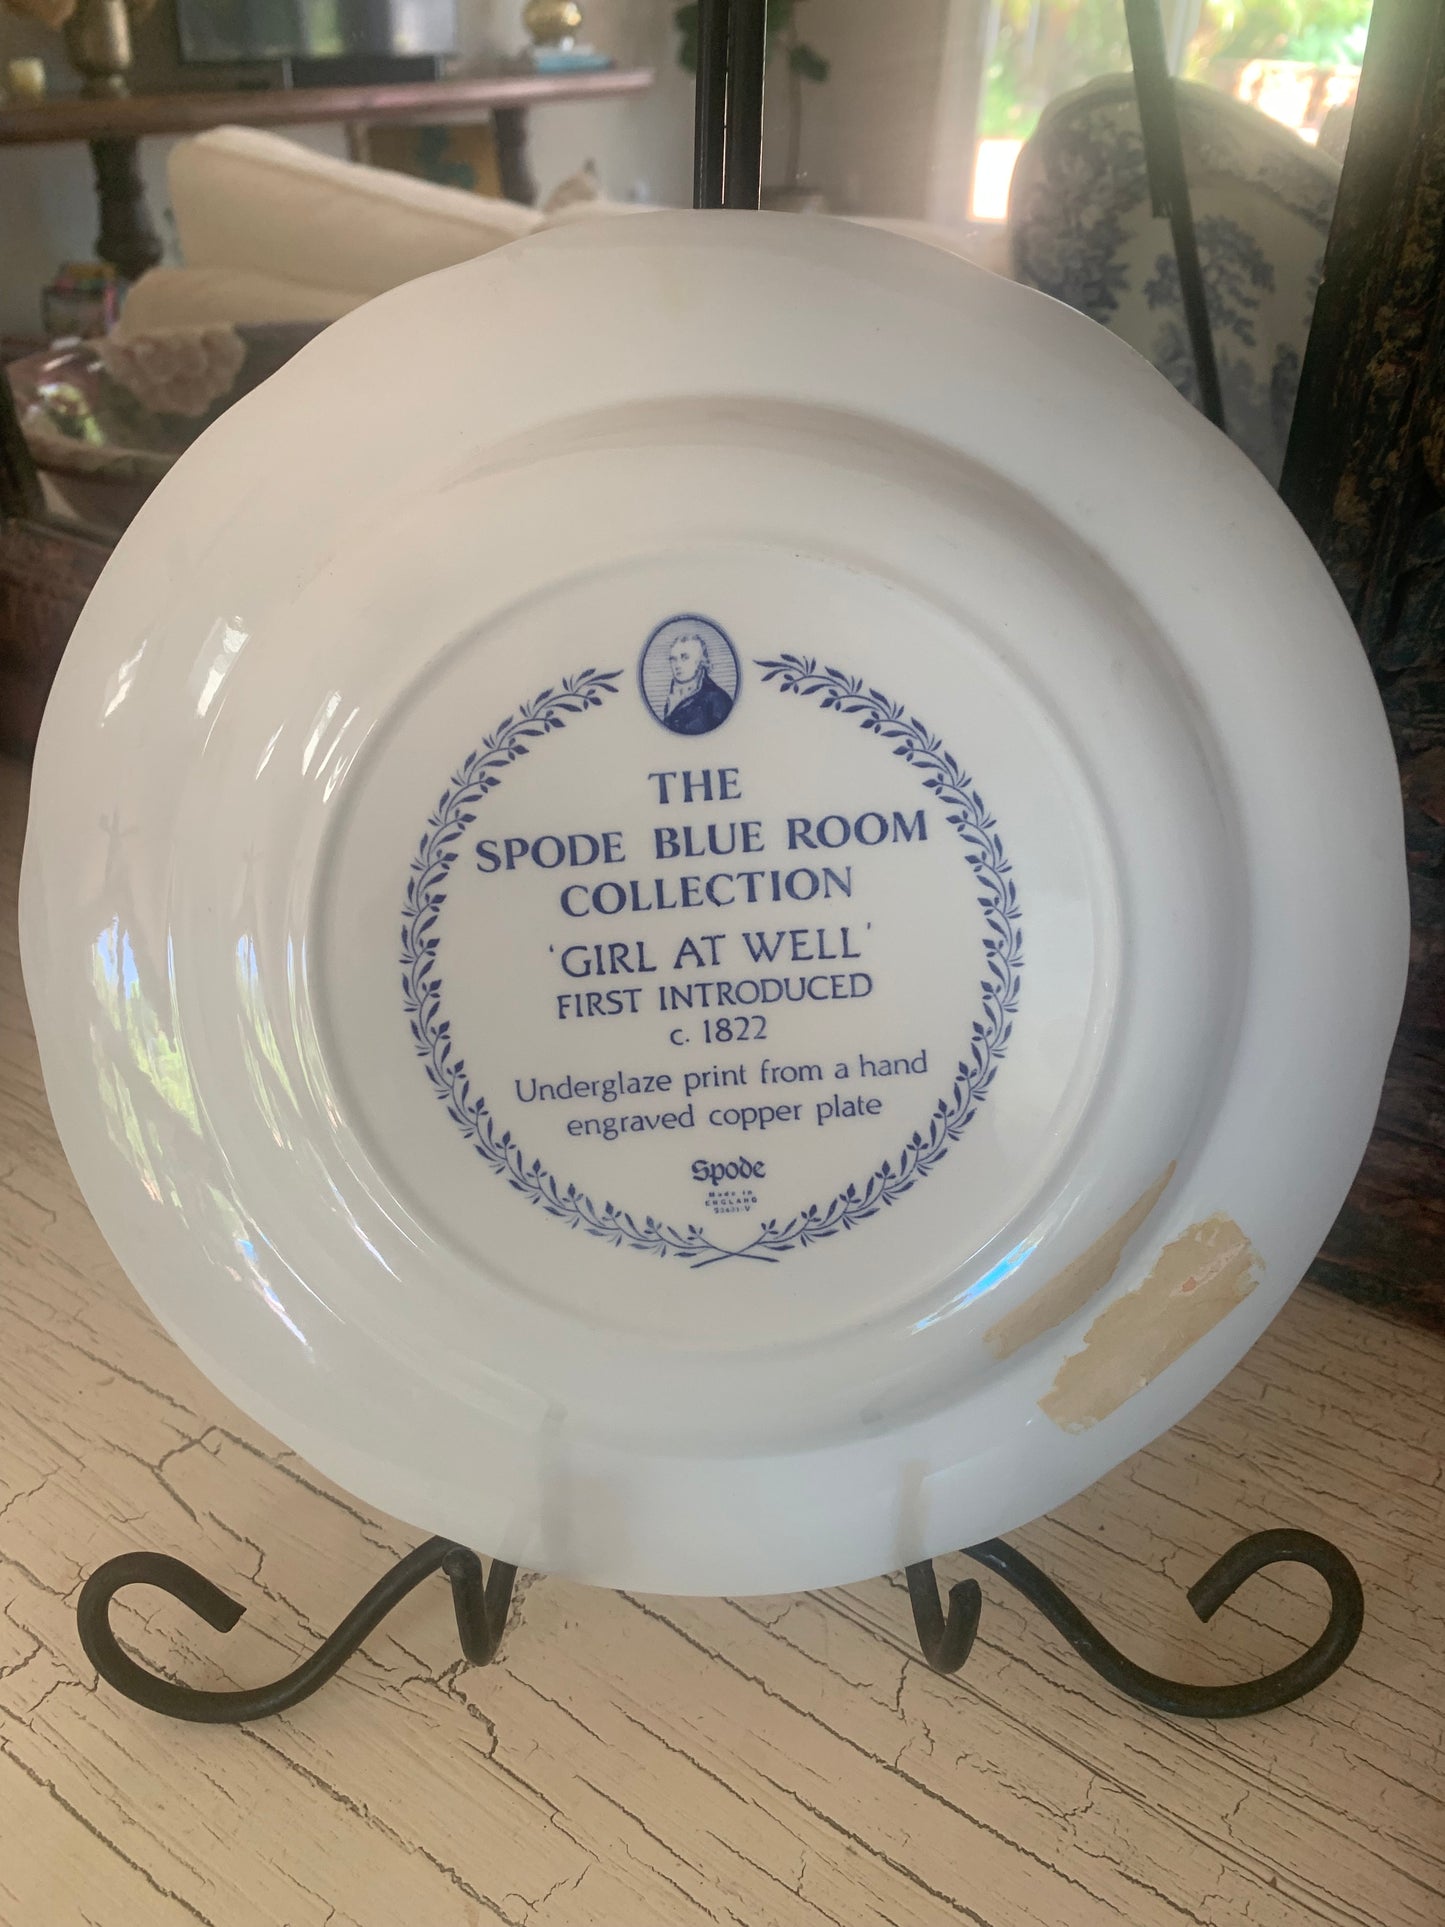 THE
SPODE BLUE ROOM
COLLECTION
'GIRL AT WELL'
FIRST INTRODUCED
c. 1822
Underglaze print from a hand
engraved copper plate
Spode
Made in
ENGLAND